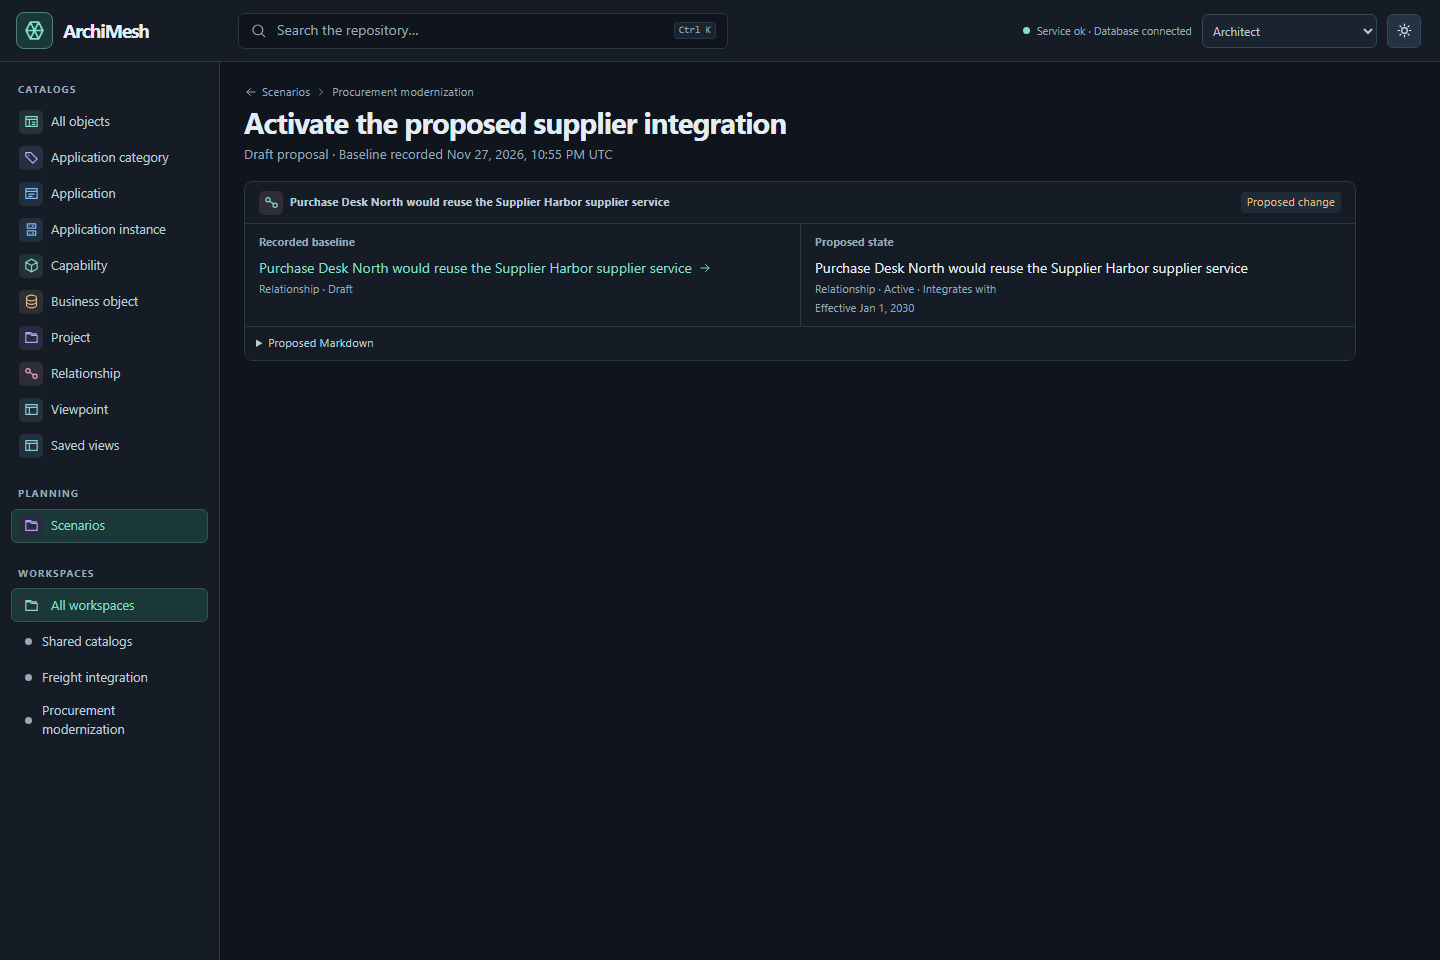 ArchiMesh
Search the repository...
Ctrl K
Service ok · Database connected
Architect
CATALOGS
All objects
Application category
Application
Application instance
Capability
Business object
Project
Relationship
Viewpoint
Saved views
PLANNING
Scenarios
WORKSPACES
All workspaces
Shared catalogs
Freight integration
Procurement
modernization
← Scenarios > Procurement modernization
Activate the proposed supplier integration
Draft proposal · Baseline recorded Nov 27, 2026, 10:55 PM UTC
Purchase Desk North would reuse the Supplier Harbor supplier service
Proposed change
Recorded baseline
Purchase Desk North would reuse the Supplier Harbor supplier service →
Relationship · Draft
Proposed state
Purchase Desk North would reuse the Supplier Harbor supplier service
Relationship · Active · Integrates with
Effective Jan 1, 2030
▶ Proposed Markdown